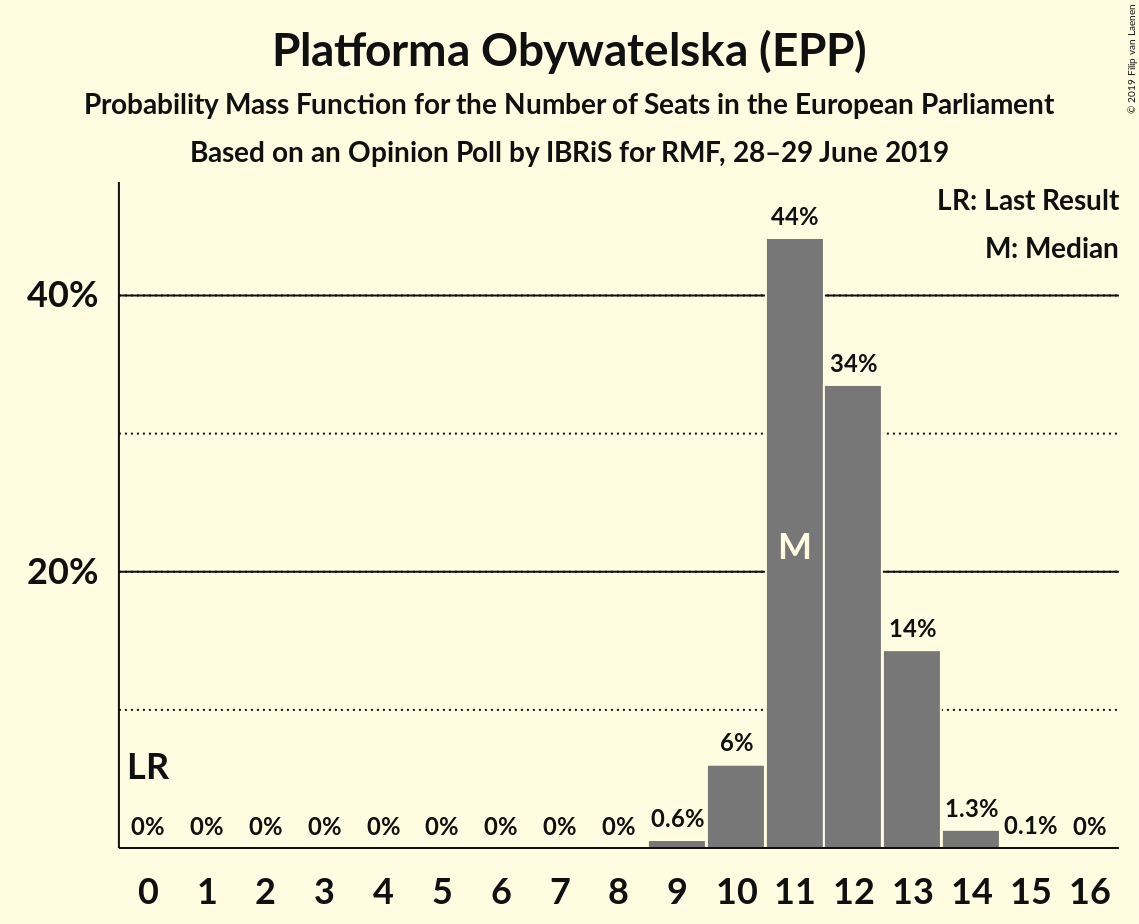 Platforma Obywatelska (EPP)
Probability Mass Function for the Number of Seats in the European Parliament
Based on an Opinion Poll by IBRiS for RMF, 28–29 June 2019
© 2019 Filip van Laenen
LR: Last Result
M: Median
44%
40%
34%
M
20%
14%
6%
LR
0% 0% 0% 0% 0% 0% 0% 0% 0% 0.6% 1.3% 0.1% 0%
0 1 2 3 4 5 6 7 8 9 10 11 12 13 14 15 16